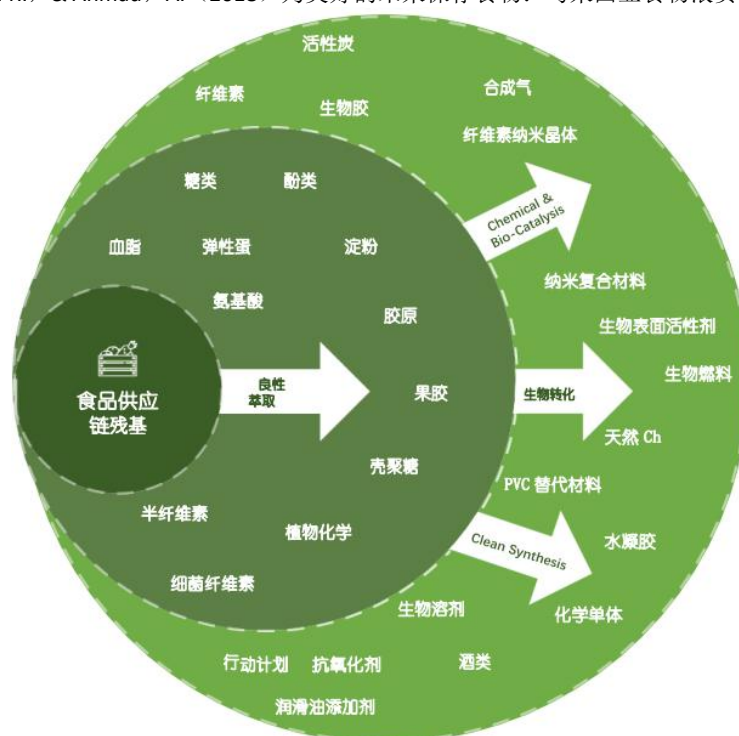 活性炭
纤维素
生物胶
合成气
纤维素纳米晶体
糖类
酚类
Chemical &
Bio-Catalysis
血脂
弹性蛋
淀粉
氨基酸
胶原
纳米复合材料
生物表面活性剂
食品供应
链残基
良性
萃取
果胶
生物转化
生物燃料
天然 Ch
壳聚糖
PVC 替代材料
半纤维素
植物化学
Clean Synthesis
水凝胶
细菌纤维素
生物溶剂
化学单体
行动计划
抗氧化剂
酒类
润滑油添加剂